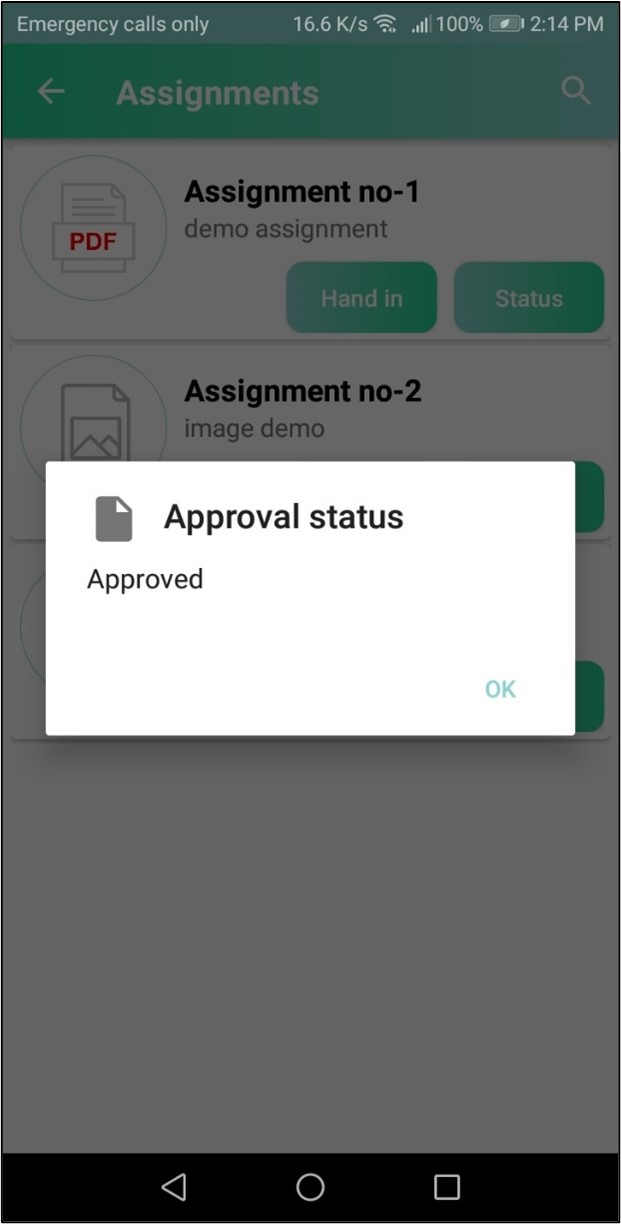 Emergency calls only 16.6 K/s 100% 2:14 PM
Assignments
Assignment no-1
PDF
demo assignment
Hand in Status
Assignment no-2
image demo
Approval status
Approved
OK